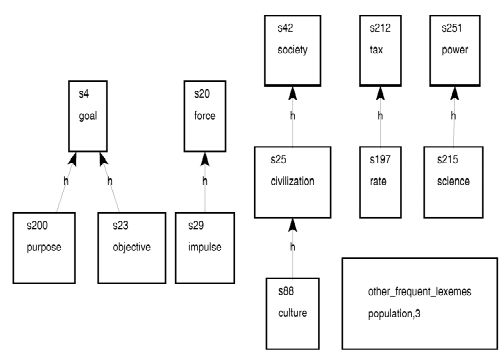 s42
society
s212
tax
s251
power
s4
goal
s20
force
h
h
h
h
h
h
s25
civilization
s197
rate
s215
science
s200
purpose
s23
objective
s29
impulse
h
s88
culture
other_frequent_lexemes
population,3